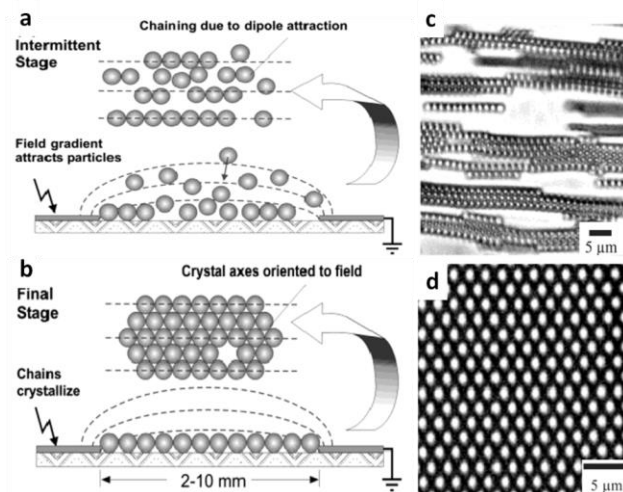 a
Chaining due to dipole attraction
Intermittent
Stage
Field gradient
attracts particles
b
Crystal axes oriented to field
Final
Stage
Chains
crystallize
2-10 mm
c
5 µm
d
5 µm